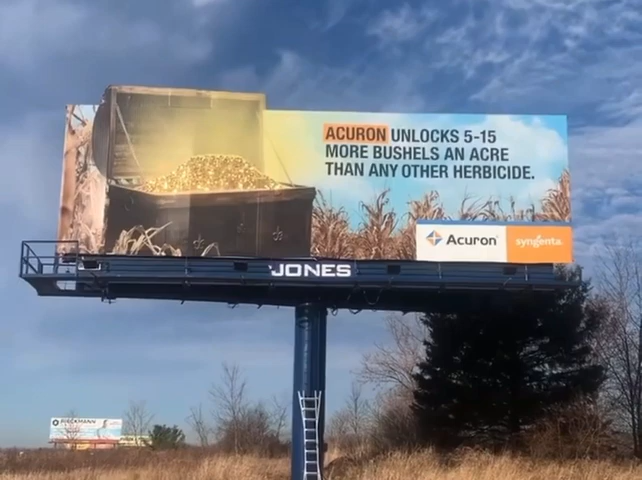 ACURON UNLOCKS 5-15
MORE BUSHELS AN ACRE
THAN ANY OTHER HERBICIDE.
Acuron
syngenta.
JONES